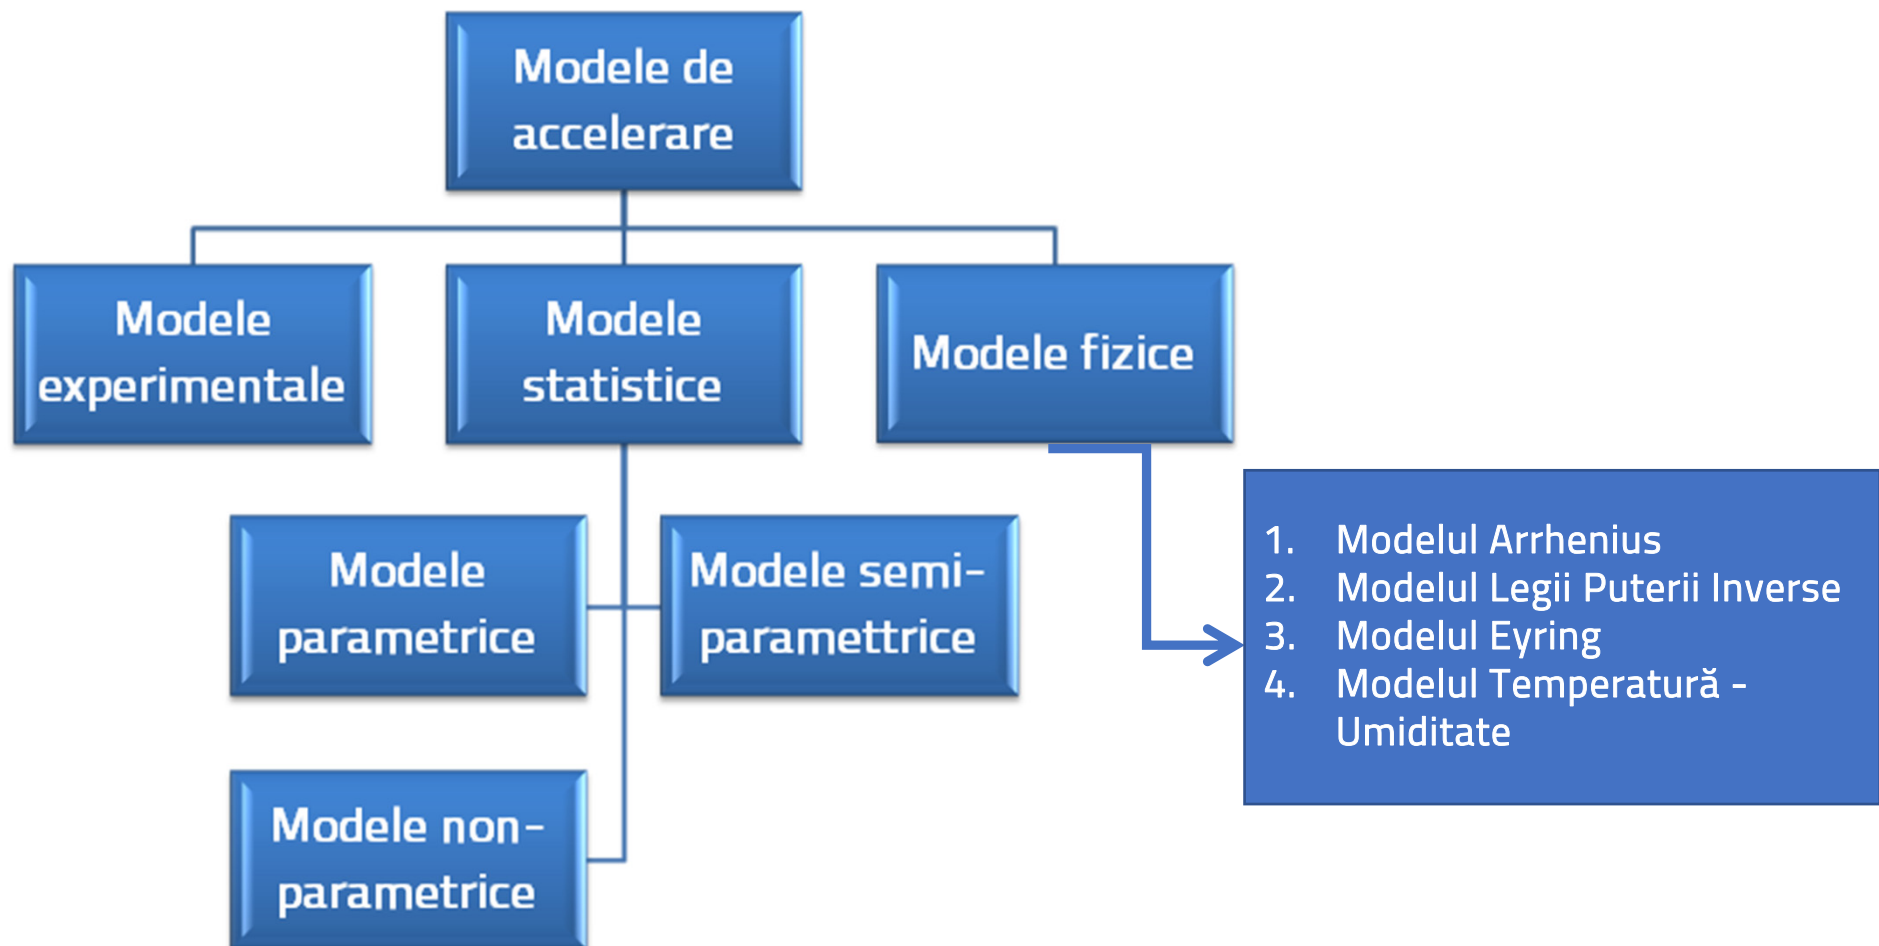 Modele de
accelerare
Modele
experimentale
Modele
statistice
Modele fizice
Modele
parametrice
Modele semi-
paramettrice
Modele non-
parametrice
1. Modelul Arrhenius
2. Modelul Legii Puterii Inverse
3. Modelul Eyring
4. Modelul Temperatură -
Umiditate